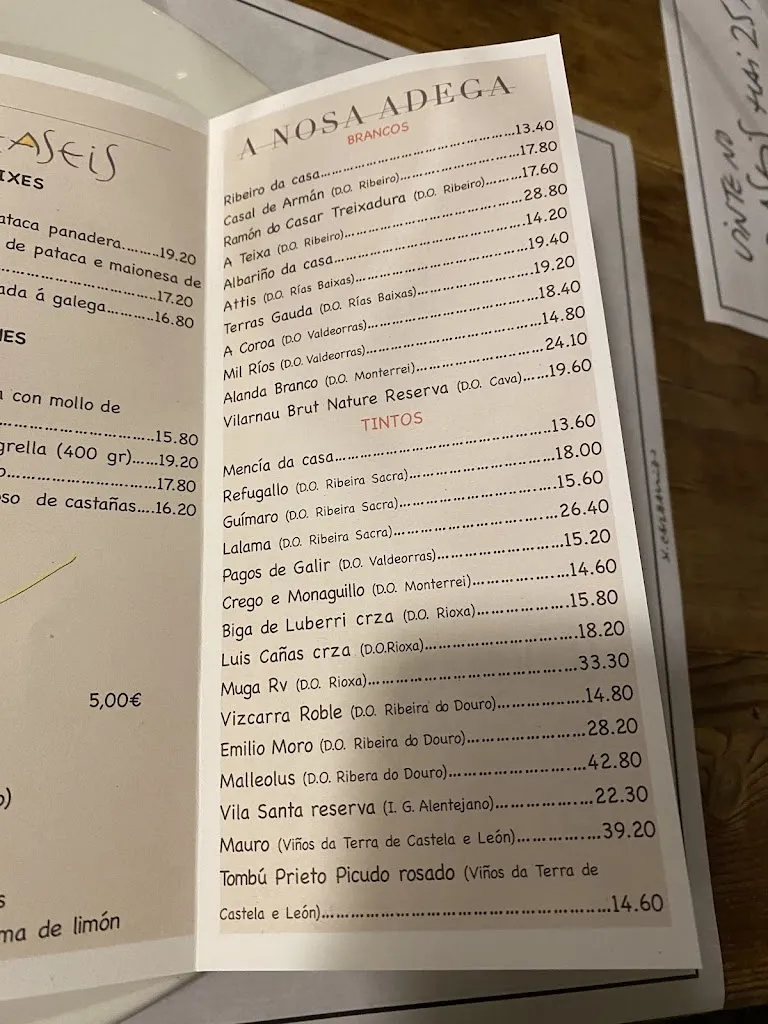 ASEIS
IXES
ataca panadera.........19.20
de pataca e maionesa de
................................17.20
ada á galega...........16.80
con mollo de
................................15.80
grella (400 gr)......19.20
................................17.80
oso de castañas....16.20
5,00€
ma de limón
A NOSA ADEGA
BRANCOS
Ribeiro da casa................................13.40
Casal de Armán (D.O. Ribeiro)................................17.80
Ramón do Casar Treixadura (D.O. Ribeiro)................17.60
A Teixa (D.O. Ribeiro)................................28.80
Albariño da casa................................14.20
Attis (D.O. Rías Baixas)................................19.40
Terras Gauda (D.O. Rías Baixas)................................19.20
A Coroa (D.O Valdeorras)................................18.40
Mil Ríos (D.O. Valdeorras)................................14.80
Alanda Branco (D.O. Monterrei)................................24.10
Vilarnau Brut Nature Reserva (D.O. Cava)......19.60
TINTOS
Mencía da casa................................13.60
Refugallo (D.O. Ribeira Sacra)................................18.00
Guímaro (D.O. Ribeira Sacra)................................15.60
Lalama (D.O. Ribeira Sacra)................................26.40
Pagos de Galir (D.O. Valdeorras)................................15.20
Crego e Monaguillo (D.O. Monterrei)........................14.60
Biga de Luberri crza (D.O. Rioxa)........................15.80
Luis Cañas crza (D.O.Rioxa)................................18.20
Muga Rv (D.O. Rioxa)................................33.30
Vizcarra Roble (D.O. Ribeira do Douro)................14.80
Emilio Moro (D.O. Ribeira do Douro)........................28.20
Malleolus (D.O. Ribera do Douro)........................42.80
Vila Santa reserva (I. G. Alentejano)................22.30
Mauro (Viños da Terra de Castela e León)................39.20
Tombú Prieto Picudo rosado (Viños da Terra de
Castela e León)................................14.60